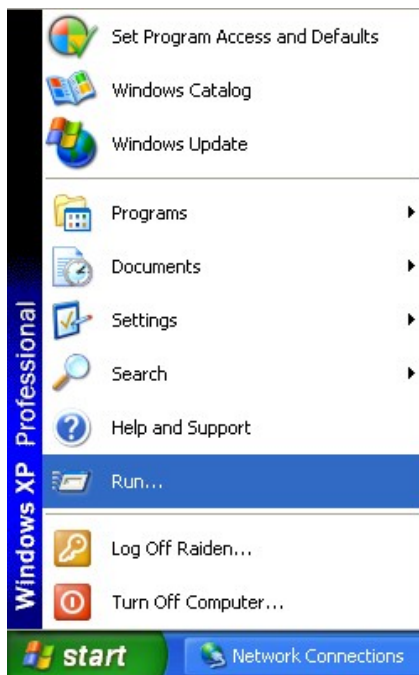 Set Program Access and Defaults
Windows Catalog
Windows Update
Programs
Documents
Settings
Search
Help and Support
Run...
Log Off Raiden...
Turn Off Computer...
Windows XP Professional
start
Network Connections